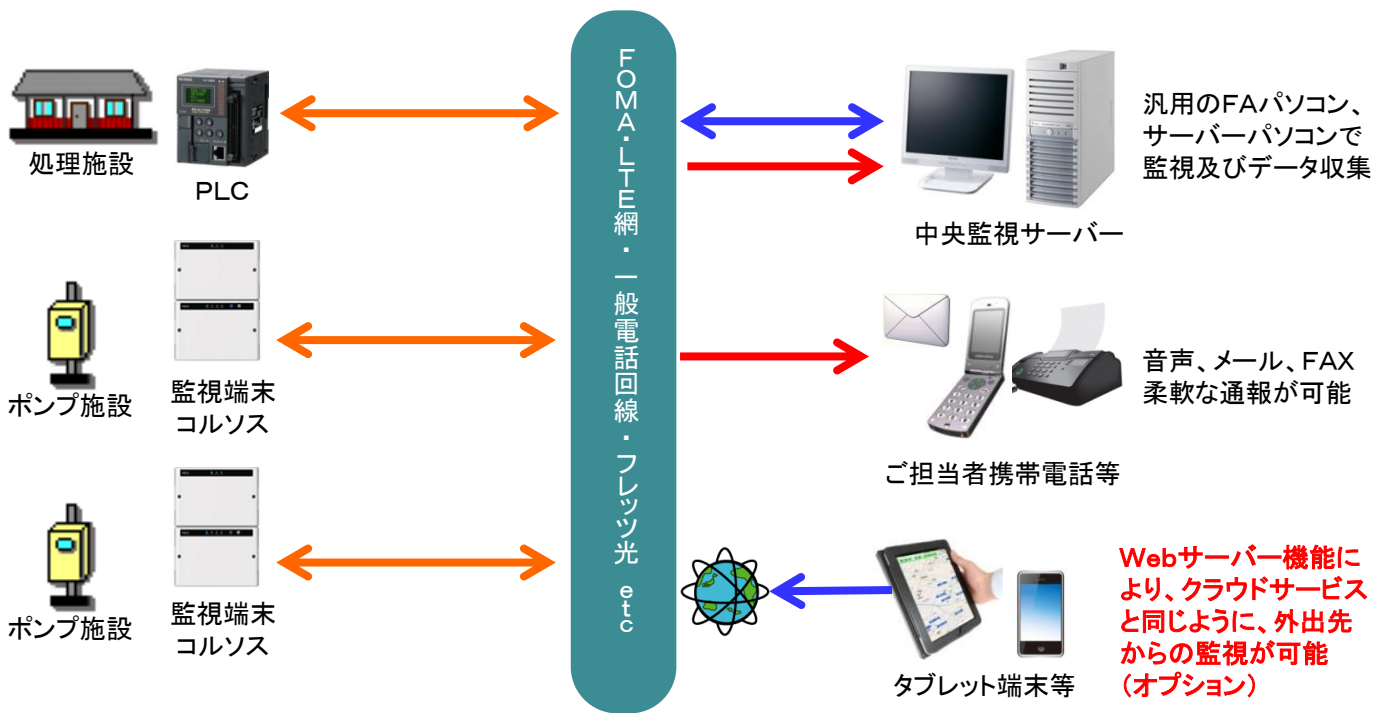 処理施設
PLC
ポンプ施設
監視端末
コルソス
ポンプ施設
監視端末
コルソス
FOMA・LTE網・一般電話回線・フレッツ光 etc
汎用のFAパソコン、
サーバーパソコンで
監視及びデータ収集
中央監視サーバー
音声、メール、FAX
柔軟な通報が可能
ご担当者携帯電話等
Webサーバー機能に
より、クラウドサービス
と同じように、外出先
からの監視が可能
（オプション）
タブレット端末等